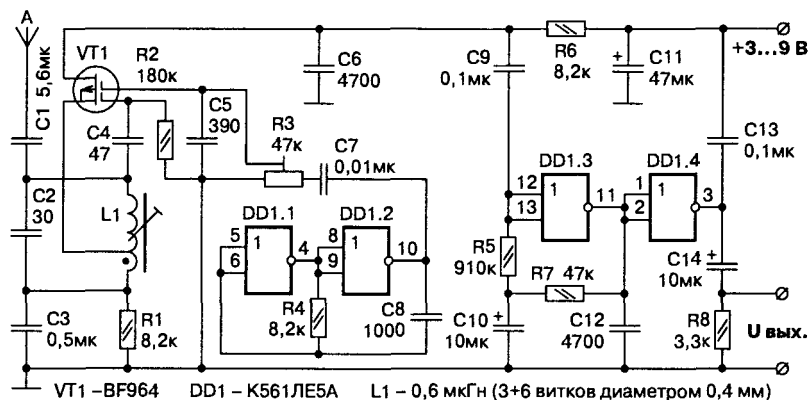 А
VT1
R2
180к
C1 5,6мк
C4
47
C5
390
C6
4700
R3
47к
C7
0,01мк
C9
0,1мк
R6
8,2к
C11
47мк
+3...9 В
C13
0,1мк
C2
30
L1
DD1.1
DD1.2
DD1.3
DD1.4
5
6
1
4
8
9
1
10
12
13
1
11
1
2
1
3
R5
910к
R7 47к
C14
10мк
C3
0,5мк
R1
8,2к
R4
8,2к
C8
1000
C10
10мк
C12
4700
R8
3,3к
U вых.
VT1 – BF964 DD1 – К561ЛЕ5А L1 – 0,6 мкГн (3+6 витков диаметром 0,4 мм)